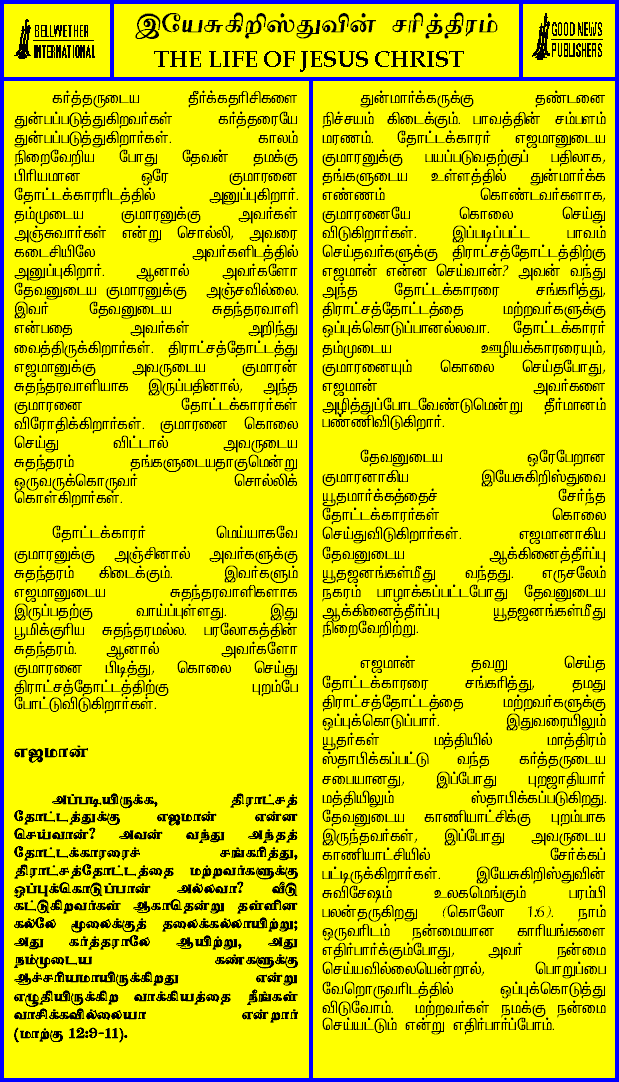 BELLWETHER
INTERNATIONAL
இயேசுகிறிஸ்துவின் சரித்திரம்
THE LIFE OF JESUS CHRIST
GOOD NEWS
PUBLISHERS
கர்த்தருடைய தீர்க்கதரிசிகளை
துன்பப்படுத்துகிறவர்கள் கர்த்தரையே
துன்பப்படுத்துகிறார்கள். காலம்
நிறைவேறிய போது தேவன் தமக்கு
பிரியமான ஒரே குமாரனை
தோட்டக்காரரிடத்தில் அனுப்புகிறார்.
தம்முடைய குமாரனுக்கு அவர்கள்
அஞ்சுவார்கள் என்று சொல்லி, அவரை
கடைசியிலே அவர்களிடத்தில்
அனுப்புகிறார். ஆனால் அவர்களோ
தேவனுடைய குமாரனுக்கு அஞ்சவில்லை.
இவர் தேவனுடைய சுதந்தரவாளி
என்பதை அவர்கள் அறிந்து
வைத்திருக்கிறார்கள். திராட்சத்தோட்டத்து
எஜமானுக்கு அவருடைய குமாரன்
சுதந்தரவாளியாக இருப்பதினால், அந்த
குமாரனை தோட்டக்காரர்கள்
விரோதிக்கிறார்கள். குமாரனை கொலை
செய்து விட்டால் அவருடைய
சுதந்தரம் தங்களுடையதாகுமென்று
ஒருவருக்கொருவர் சொல்லிக்
கொள்கிறார்கள்.
தோட்டக்காரர் மெய்யாகவே
குமாரனுக்கு அஞ்சினால் அவர்களுக்கு
சுதந்தரம் கிடைக்கும். இவர்களும்
எஜமானுடைய சுதந்தரவாளிகளாக
இருப்பதற்கு வாய்ப்புள்ளது. இது
பூமிக்குரிய சுதந்தரமல்ல. பரலோகத்தின்
சுதந்தரம். ஆனால் அவர்களோ
குமாரனை பிடித்து, கொலை செய்து
திராட்சத்தோட்டத்திற்கு புறம்பே
போட்டுவிடுகிறார்கள்.
எஜமான்
அப்படியிருக்க, திராட்சத்
தோட்டத்துக்கு எஜமான் என்ன
செய்வான்? அவன் வந்து அந்தத்
தோட்டக்காரரைச் சங்கரித்து,
திராட்சத்தோட்டத்தை மற்றவர்களுக்கு
ஒப்புக்கொடுப்பான் அல்லவா? வீடு
கட்டுகிறவர்கள் ஆகாதென்று தள்ளின
கல்லே மூலைக்குத் தலைக்கல்லாயிற்று;
அது கர்த்தராலே ஆயிற்று, அது
நம்முடைய கண்களுக்கு
ஆச்சரியமாயிருக்கிறது என்று
எழுதியிருக்கிற வாக்கியத்தை நீங்கள்
வாசிக்கவில்லையா என்றார்
(மாற்கு 12:9-11).
துன்மார்க்கருக்கு தண்டனை
நிச்சயம் கிடைக்கும். பாவத்தின் சம்பளம்
மரணம். தோட்டக்காரர் எஜமானுடைய
குமாரனுக்கு பயப்படுவதற்குப் பதிலாக,
தங்களுடைய உள்ளத்தில் துன்மார்க்க
எண்ணம் கொண்டவர்களாக,
குமாரனையே கொலை செய்து
விடுகிறார்கள். இப்படிப்பட்ட பாவம்
செய்தவர்களுக்கு திராட்சத்தோட்டத்திற்கு
எஜமான் என்ன செய்வான்? அவன் வந்து
அந்த தோட்டக்காரரை சங்கரித்து,
திராட்சத்தோட்டத்தை மற்றவர்களுக்கு
ஒப்புக்கொடுப்பானல்லவா. தோட்டக்காரர்
தம்முடைய ஊழியக்காரரையும்,
குமாரனையும் கொலை செய்தபோது,
எஜமான் அவர்களை
அழித்துப்போடவேண்டுமென்று தீர்மானம்
பண்ணிவிடுகிறார்.
தேவனுடைய ஒரேபேறான
குமாரனாகிய இயேசுகிறிஸ்துவை
யூதமார்க்கத்தைச் சேர்ந்த
தோட்டக்காரர்கள் கொலை
செய்துவிடுகிறார்கள். எஜமானாகிய
தேவனுடைய ஆக்கினைத்தீர்ப்பு
யூதஜனங்கள்மீது வந்தது. எருசலேம்
நகரம் பாழாக்கப்பட்டபோது தேவனுடைய
ஆக்கினைத்தீர்ப்பு யூதஜனங்கள்மீது
நிறைவேறிற்று.
எஜமான் தவறு செய்த
தோட்டக்காரரை சங்கரித்து, தமது
திராட்சத்தோட்டத்தை மற்றவர்களுக்கு
ஒப்புக்கொடுப்பார். இதுவரையிலும்
யூதர்கள் மத்தியில் மாத்திரம்
ஸ்தாபிக்கப்பட்டு வந்த கர்த்தருடைய
சபையானது, இப்போது புறஜாதியார்
மத்தியிலும் ஸ்தாபிக்கப்படுகிறது.
தேவனுடைய காணியாட்சிக்கு புறம்பாக
இருந்தவர்கள், இப்போது அவருடைய
காணியாட்சியில் சேர்க்கப்
பட்டிருக்கிறார்கள். இயேசுகிறிஸ்துவின்
சுவிசேஷம் உலகமெங்கும் பரம்பி
பலன்தருகிறது (கொலோ 1:6). நாம்
ஒருவரிடம் நன்மையான காரியங்களை
எதிர்பார்க்கும்போது, அவர் நன்மை
செய்யவில்லையென்றால், பொறுப்பை
வேறொருவரிடத்தில் ஒப்புக்கொடுத்து
விடுவோம். மற்றவர்கள் நமக்கு நன்மை
செய்யட்டும் என்று எதிர்பார்ப்போம்.